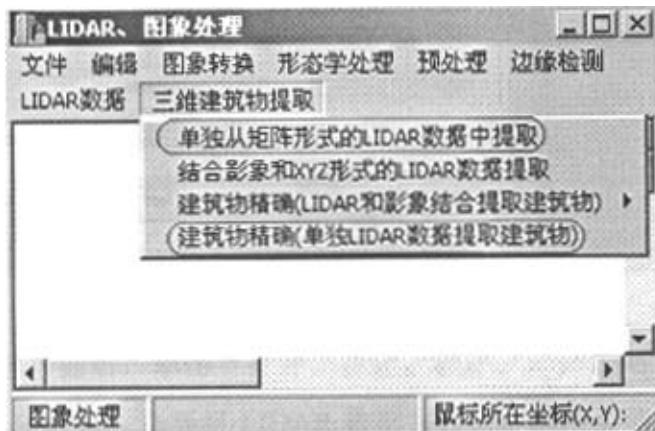 LIDAR、图象处理
文件 编辑 图象转换 形态学处理 预处理 边缘检测
LIDAR数据 三维建筑物提取
单独从矩阵形式的LIDAR数据中提取
结合影象和XYZ形式的LIDAR数据提取
建筑物精确(LIDAR和影象结合提取建筑物)
建筑物精确(单独LIDAR数据提取建筑物)
图象处理 鼠标所在坐标(X,Y):